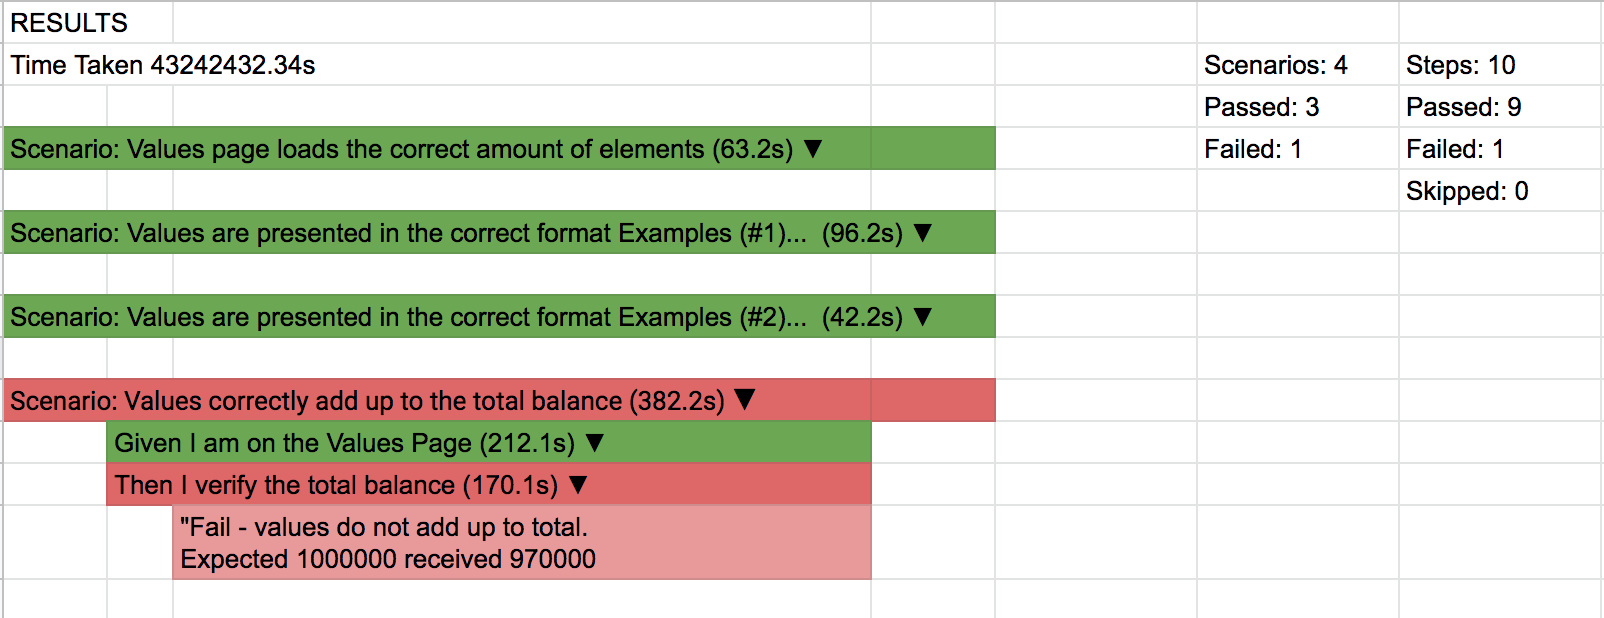 RESULTS
Time Taken 43242432.34s
Scenarios: 4
Steps: 10
Passed: 3
Passed: 9
Scenario: Values page loads the correct amount of elements (63.2s) ▼
Failed: 1
Failed: 1
Skipped: 0
Scenario: Values are presented in the correct format Examples (#1)... (96.2s) ▼
Scenario: Values are presented in the correct format Examples (#2)... (42.2s) ▼
Scenario: Values correctly add up to the total balance (382.2s) ▼
Given I am on the Values Page (212.1s) ▼
Then I verify the total balance (170.1s) ▼
"Fail - values do not add up to total.
Expected 1000000 received 970000